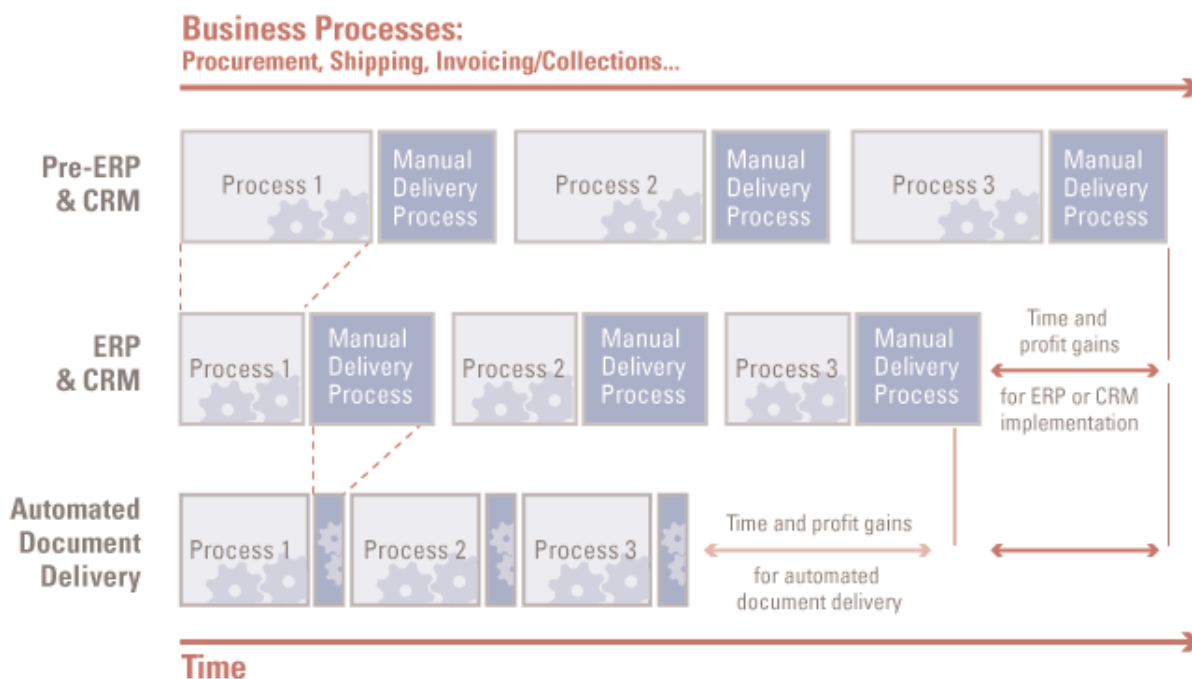 Business Processes:
Procurement, Shipping, Invoicing/Collections...
Pre-ERP
& CRM
Process 1
Manual
Delivery
Process
Process 2
Manual
Delivery
Process
Process 3
Manual
Delivery
Process
ERP
& CRM
Process 1
Manual
Delivery
Process
Process 2
Manual
Delivery
Process
Process 3
Manual
Delivery
Process
Time and
profit gains
for ERP or CRM
implementation
Automated
Document
Delivery
Process 1
Process 2
Process 3
Time and profit gains
for automated
document delivery
Time